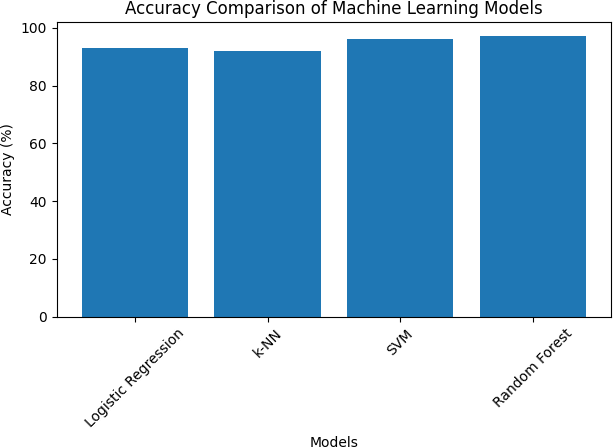 Accuracy Comparison of Machine Learning Models
Accuracy (%)
100
80
60
40
20
0
Logistic Regression
k-NN
SVM
Random Forest
Models